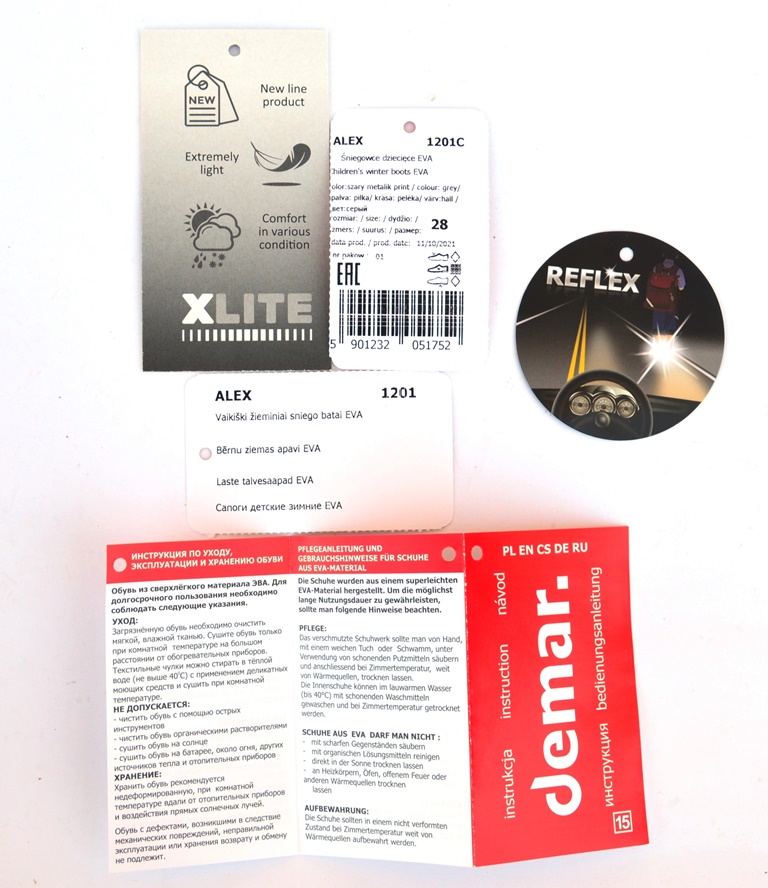 NEW
New line
product
Extremely
light
Comfort
in various
condition
XLITE
ALEX 1201C
Śniegowce dziecięce EVA
hildren's winter boots EVA
olor:szary metalik print / colour: grey/
palva: pilka/ krasa: pelēka/ värv:hall /
вет:серый
rozmiar: / size: / dydžio: /
zmers: / suurus: / размер: 28
data prod. / prod. date: 11/10/2021
nr pakow.: 01
EAC
5 901232 051752
REFLEX
ALEX 1201
Vaikiški žieminiai sniego batai EVA
Bērnu ziemas apavi EVA
Laste talvesaapad EVA
Сапоги детские зимние EVA
ИНСТРУКЦИЯ ПО УХОДУ,
ЭКСПЛУАТАЦИИ И ХРАНЕНИЮ ОБУВИ
Обувь из сверхлёгкого материала ЭВА. Для
долгосрочного пользования необходимо
соблюдать следующие указания.
УХОД:
Загрязнённую обувь необходимо очистить
мягкой, влажной тканью. Сушите обувь только
при комнатной температуре на большом
расстоянии от обогревательных приборов.
Текстильные чулки можно стирать в тёплой
воде (не выше 40°C) с применением деликатных
моющих средств и сушить при комнатной
температуре.
НЕ ДОПУСКАЕТСЯ:
- чистить обувь с помощью острых
инструментов
- чистить обувь органическими растворителями
- сушить обувь на солнце
- сушить обувь на батарее, около огня, других
источников тепла и отопительных приборов
ХРАНЕНИЕ:
Хранить обувь рекомендуется
недеформированную, при комнатной
температуре вдали от отопительных приборов
и воздействия прямых солнечных лучей.
Обувь с дефектами, возникшими в следствие
механических повреждений, неправильной
эксплуатации или хранения возврату и обмену
не подлежит.
PFLEGEANLEITUNG UND
GEBRAUCHSHINWEISE FÜR SCHUHE
AUS EVA-MATERIAL
Die Schuhe wurden aus einem superleichten
EVA-Material hergestellt. Um die möglichst
lange Nutzungsdauer zu gewährleisten,
sollte man folgende Hinweise beachten.
PFLEGE:
Das verschmutzte Schuhwerk sollte man von Hand,
mit einem weichen Tuch oder Schwamm, unter
Verwendung von schonenden Putzmitteln säubern
und anschliessend bei Zimmertemperatur, weit
von Wärmequellen, trocknen lassen.
Die Innenschuhe können im lauwarmen Wasser
(bis 40°C) mit schonenden Waschmitteln
gewaschen und bei Zimmertemperatur getrocknet
werden.
SCHUHE AUS EVA DARF MAN NICHT :
- mit scharfen Gegenständen säubern
- mit organischen Lösungsmitteln reinigen
- direkt in der Sonne trocknen lassen
- an Heizkörpern, Öfen, offenem Feuer oder
anderen Wärmequellen trocknen
lassen
AUFBEWAHRUNG:
Die Schuhe sollten in einem nicht verformten
Zustand bei Zimmertemperatur weit von
Wärmequellen aufbewahrt werden.
PL EN CS DE RU
instrukcja instruction návod
demar.
инструкция bedienungsanleitung
15